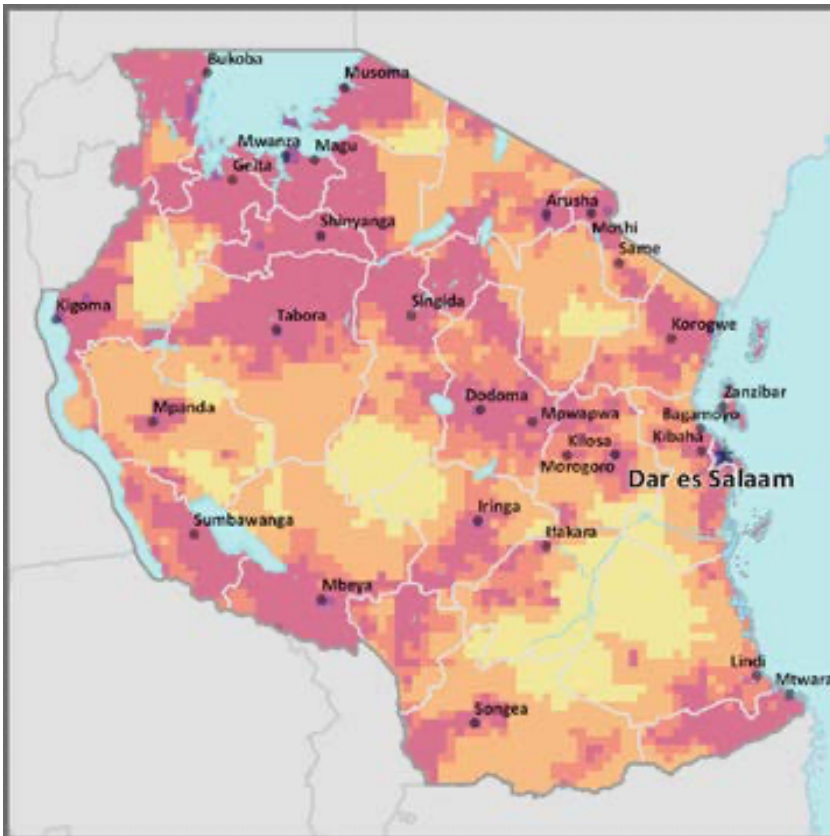 Bukoba
Musoma
Mwanza
Magu
Geita
Shinyanga
Arusha
Moshi
Same
Kigoma
Tabora
Singida
Korogwe
Mpanda
Dodoma
Mpwapwa
Zanzibar
Bagamoyo
Kilosa
Kibaha
Morogoro
Dar es Salaam
Sumbawanga
Iringa
Ifakara
Mbeya
Lindi
Mtwara
Songea